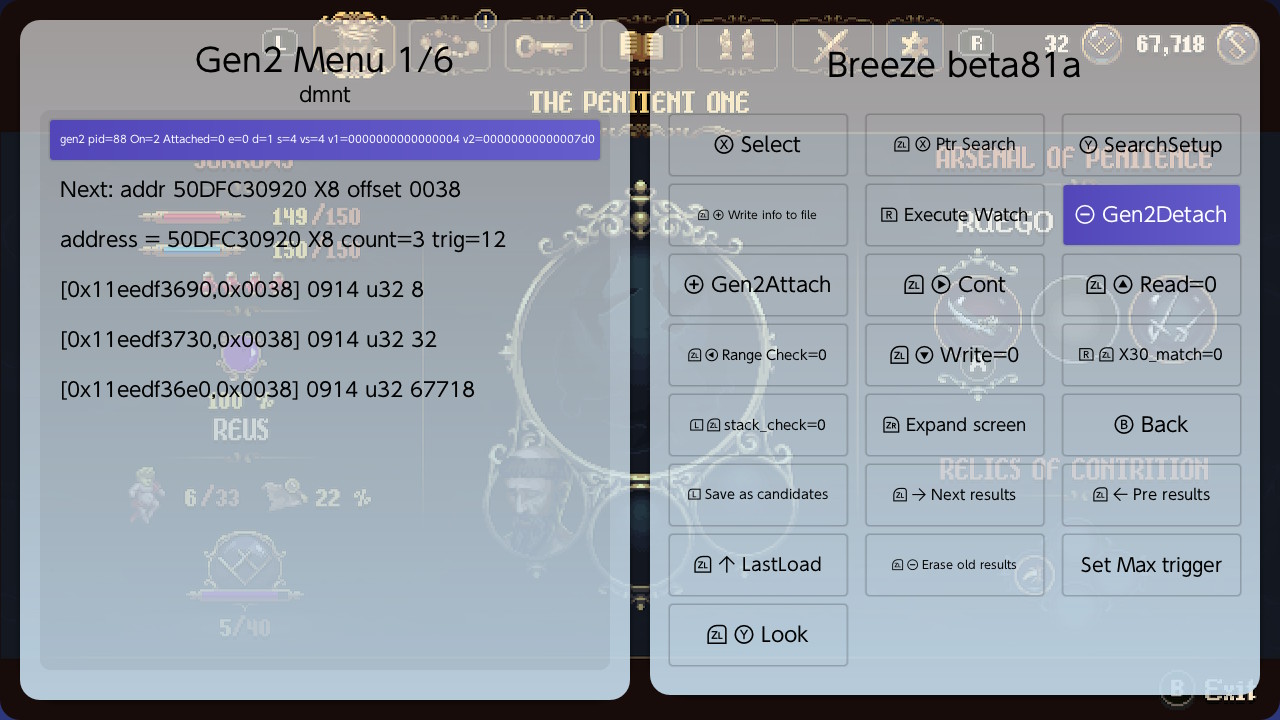 Gen2 Menu 1/6
dmnt
gen2 pid=88 On=2 Attached=0 e=0 d=1 s=4 vs=4 v1=0000000000000004 v2=00000000000007d0
Next: addr 50DFC30920 X8 offset 0038
address = 50DFC30920 X8 count=3 trig=12
[0x11eedf3690,0x0038] 0914 u32 8
[0x11eedf3730,0x0038] 0914 u32 32
[0x11eedf36e0,0x0038] 0914 u32 67718
L
! ! !
R
32
67,718
THE PENITENT ONE
149/150
150/150
100 %
REUS
6/33
22 %
5/40
Breeze beta81a
X Select
ZL X Ptr Search
Y SearchSetup
ARSENAL OF PENITENCE
ZL + Write info to file
R Execute Watch
− Gen2Detach
RUEGO
+ Gen2Attach
ZL Cont
ZL Read=0
ZL Range Check=0
ZL Write=0
R ZL X30_match=0
L ZL stack_check=0
ZR Expand screen
B Back
RELICS OF CONTRITION
L Save as candidates
ZL → Next results
ZL ← Pre results
ZL ↑ LastLoad
ZL − Erase old results
Set Max trigger
ZL Y Look
B Exit